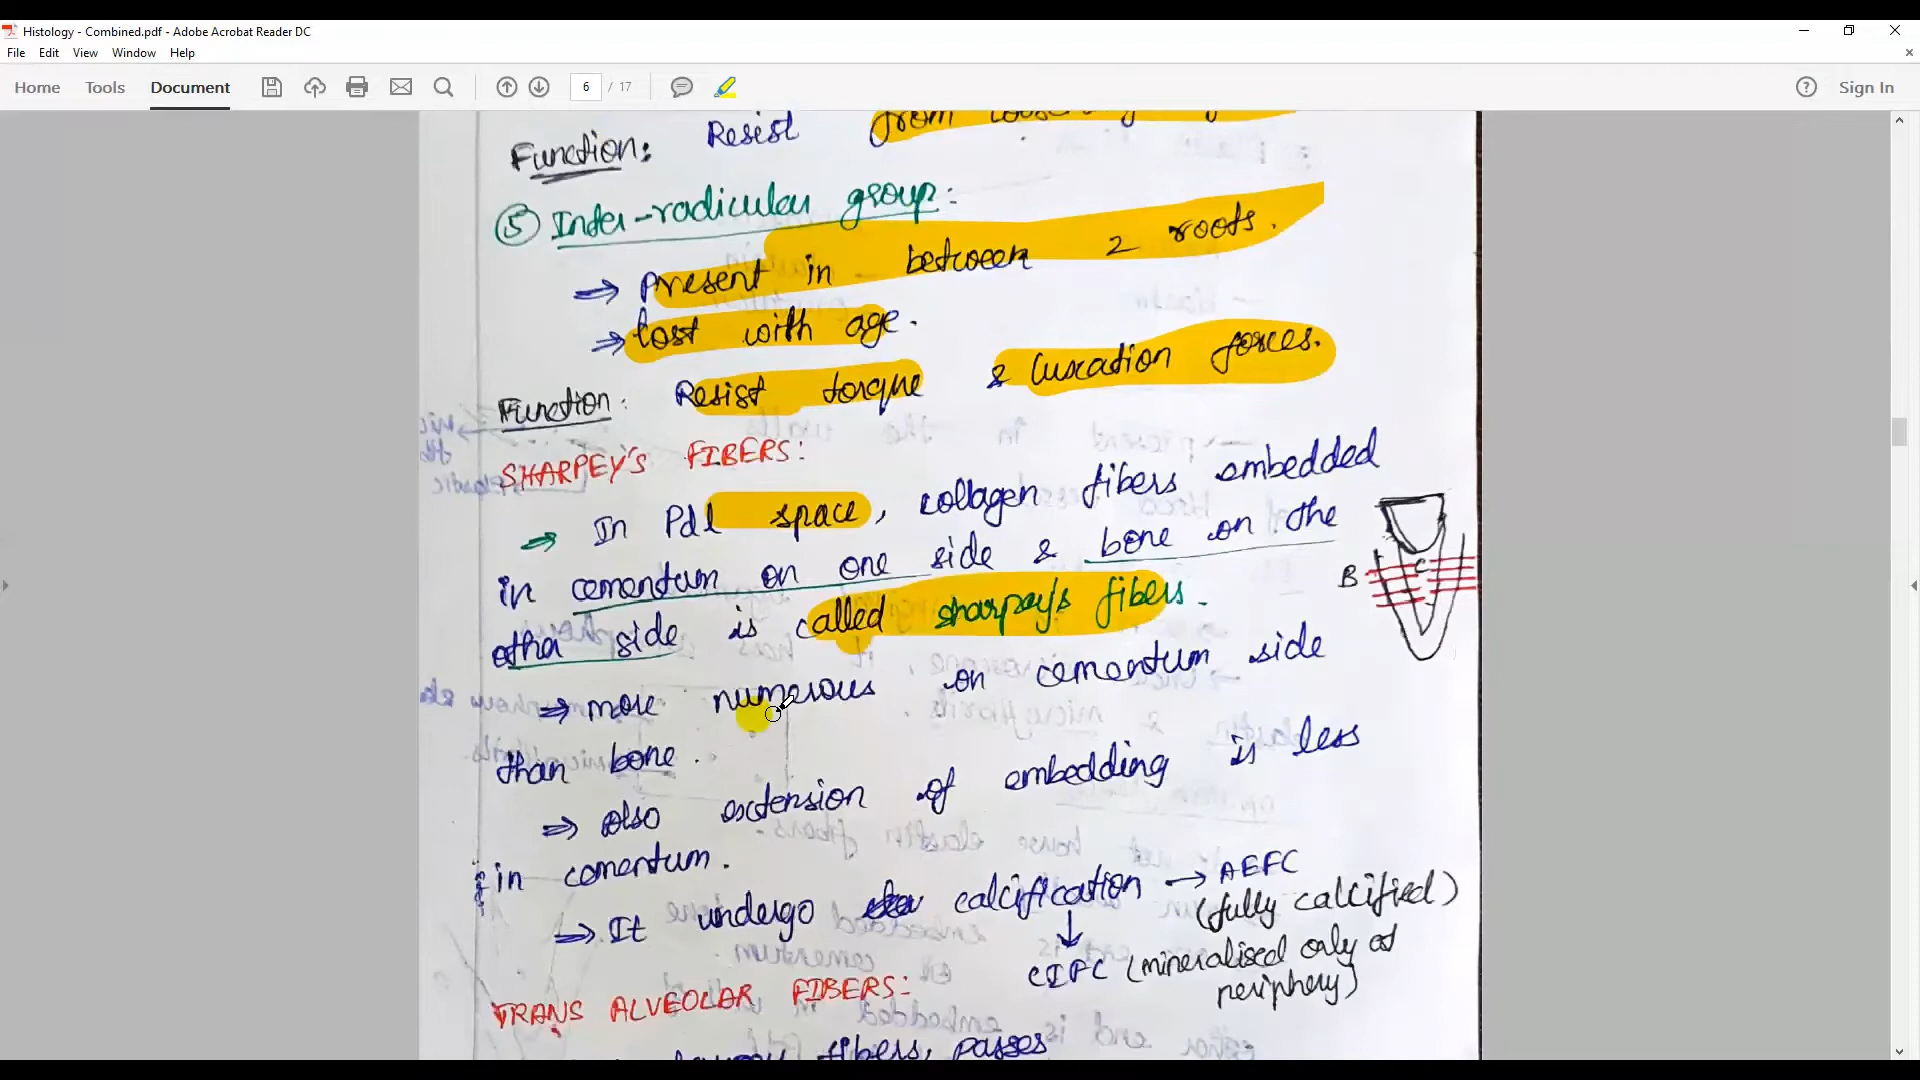 Histology - Combined.pdf - Adobe Acrobat Reader DC
File Edit View Window Help
Home Tools Document 6 / 17 Sign In
Function: Resist from
⑤ Inter-radicular group:
⇒ Present in between 2 roots.
⇒ Lost with age.
Function: Resist torque & Luxation forces.
SHARPEY'S FIBERS:
⇒ In Pdl space, collagen fibers embedded
in cementum on one side & bone on the
other side is called sharpey's fibers.
B C
⇒ more numerous on cementum side
than bone.
⇒ also extension of embedding is less
in cementum.
⇒ It undergo calcification → AEFC
(fully calcified)
↓
CIFC (mineralised only at
periphery)
TRANS ALVEOLAR FIBERS:
fibers, passes